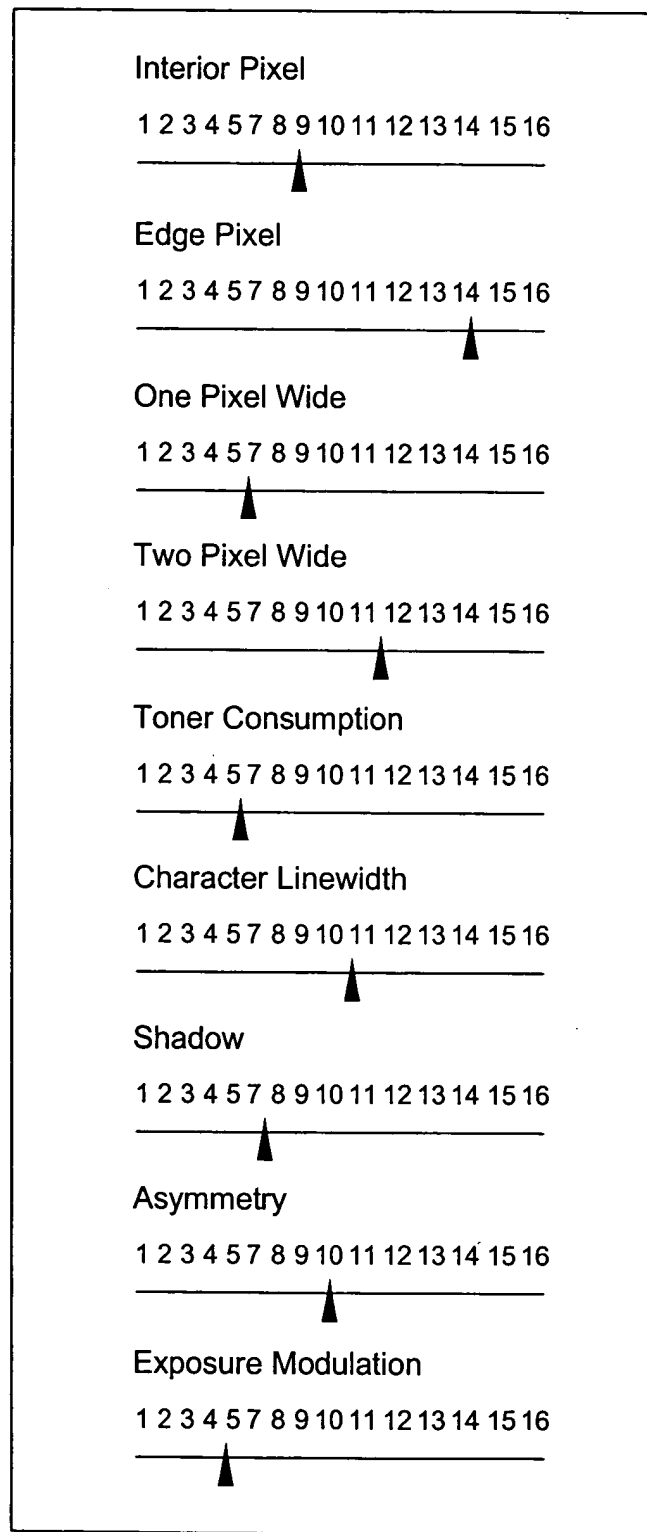 Interior Pixel
1 2 3 4 5 7 8 9 10 11 12 13 14 15 16
Edge Pixel
1 2 3 4 5 7 8 9 10 11 12 13 14 15 16
One Pixel Wide
1 2 3 4 5 7 8 9 10 11 12 13 14 15 16
Two Pixel Wide
1 2 3 4 5 7 8 9 10 11 12 13 14 15 16
Toner Consumption
1 2 3 4 5 7 8 9 10 11 12 13 14 15 16
Character Linewidth
1 2 3 4 5 7 8 9 10 11 12 13 14 15 16
Shadow
1 2 3 4 5 7 8 9 10 11 12 13 14 15 16
Asymmetry
1 2 3 4 5 7 8 9 10 11 12 13 14 15 16
Exposure Modulation
1 2 3 4 5 7 8 9 10 11 12 13 14 15 16